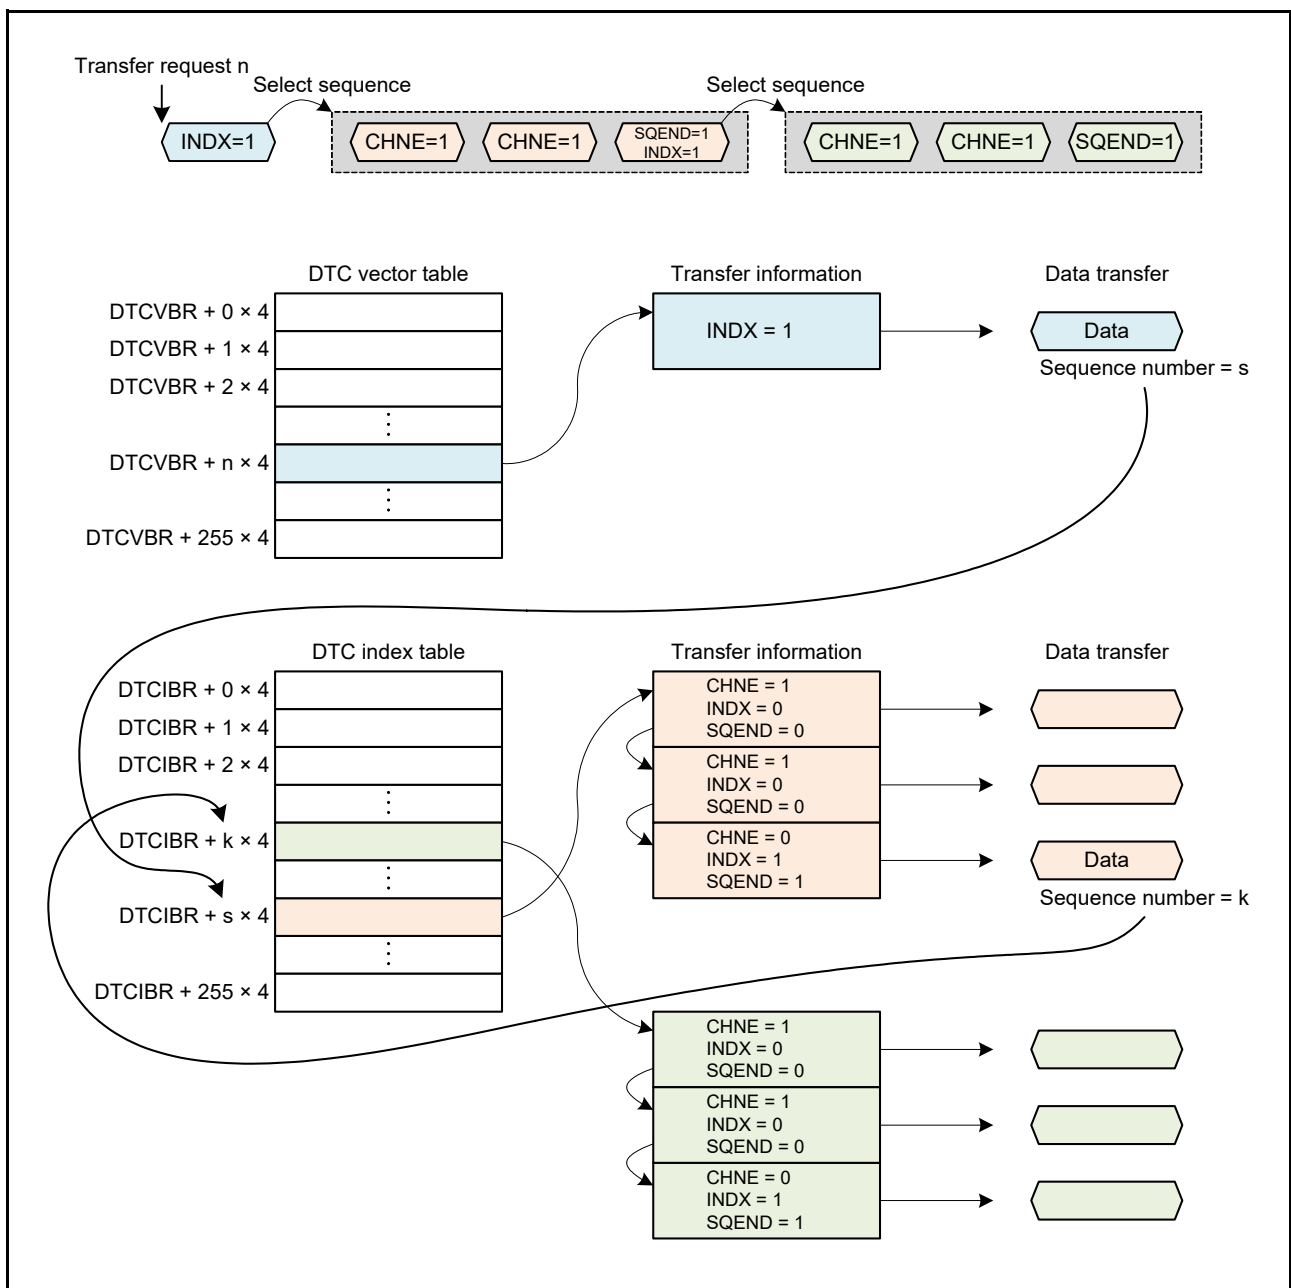 Transfer request n
Select sequence
Select sequence
INDX=1
CHNE=1
CHNE=1
SQEND=1
INDX=1
CHNE=1
CHNE=1
SQEND=1
DTC vector table
Transfer information
Data transfer
DTCVBR + 0 × 4
DTCVBR + 1 × 4
DTCVBR + 2 × 4
⋮
DTCVBR + n × 4
⋮
DTCVBR + 255 × 4
INDX = 1
Data
Sequence number = s
DTC index table
Transfer information
Data transfer
DTCIBR + 0 × 4
DTCIBR + 1 × 4
DTCIBR + 2 × 4
⋮
DTCIBR + k × 4
⋮
DTCIBR + s × 4
⋮
DTCIBR + 255 × 4
CHNE = 1
INDX = 0
SQEND = 0
CHNE = 1
INDX = 0
SQEND = 0
CHNE = 0
INDX = 1
SQEND = 1
Data
Sequence number = k
CHNE = 1
INDX = 0
SQEND = 0
CHNE = 1
INDX = 0
SQEND = 0
CHNE = 0
INDX = 1
SQEND = 1